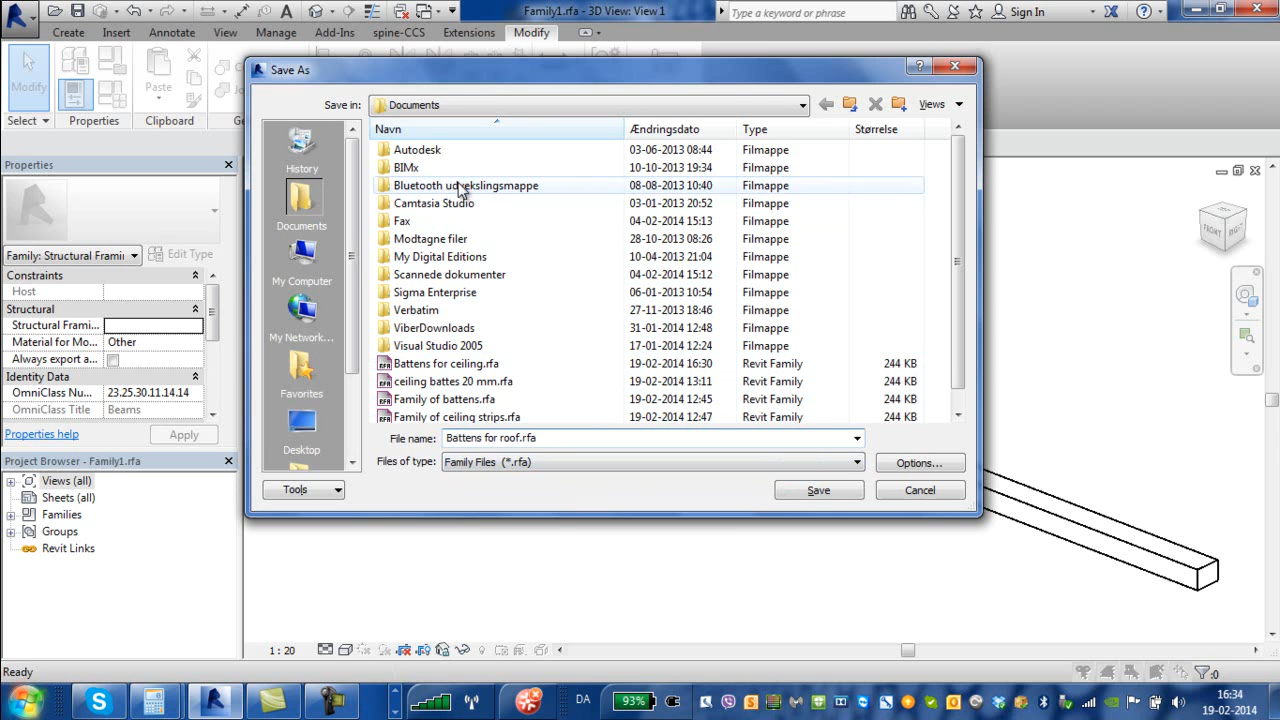 Family1.rfa - 3D View: View 1
Type a keyword or phrase
Sign In
Create
Insert
Annotate
View
Manage
Add-Ins
spine-CCS
Extensions
Modify
Modify
Paste
Select
Properties
Clipboard
Save As
Save in:
Documents
Views
Navn
Ændringsdato
Type
Størrelse
Autodesk 03-06-2013 08:44 Filmappe
BIMx 10-10-2013 19:34 Filmappe
Bluetooth udvekslingsmappe 08-08-2013 10:40 Filmappe
Camtasia Studio 03-01-2013 20:52 Filmappe
Fax 04-02-2014 15:13 Filmappe
Modtagne filer 28-10-2013 08:26 Filmappe
My Digital Editions 10-04-2013 21:04 Filmappe
Scannede dokumenter 04-02-2014 15:12 Filmappe
Sigma Enterprise 06-01-2013 10:54 Filmappe
Verbatim 27-11-2013 18:46 Filmappe
ViberDownloads 31-01-2014 12:48 Filmappe
Visual Studio 2005 17-01-2014 12:24 Filmappe
Battens for ceiling.rfa 19-02-2014 16:30 Revit Family 244 KB
ceiling battes 20 mm.rfa 19-02-2014 13:11 Revit Family 244 KB
Family of battens.rfa 19-02-2014 12:45 Revit Family 244 KB
Family of ceiling strips.rfa 19-02-2014 12:47 Revit Family 244 KB
History
Documents
My Computer
My Network...
Favorites
Desktop
File name: Battens for roof.rfa
Files of type: Family Files (*.rfa)
Options...
Tools
Save
Cancel
Properties
Family: Structural Frami
Edit Type
Constraints
Host
Structural
Structural Frami...
Material for Mo... Other
Always export a...
Identity Data
OmniClass Nu... 23.25.30.11.14.14
OmniClass Title Beams
Properties help
Apply
Project Browser - Family1.rfa
Views (all)
Sheets (all)
Families
Groups
Revit Links
FRONT
RIGHT
1 : 20
Ready
:0
DA
93%
16:34
19-02-2014